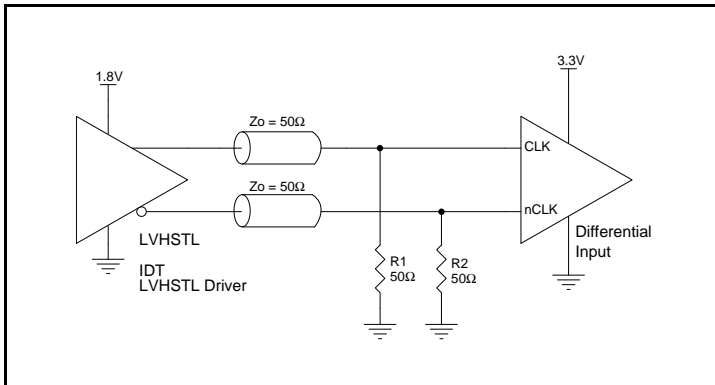 1.8V
3.3V
Zo = 50Ω
CLK
Zo = 50Ω
nCLK
LVHSTL
IDT
LVHSTL Driver
R1
50Ω
R2
50Ω
Differential
Input